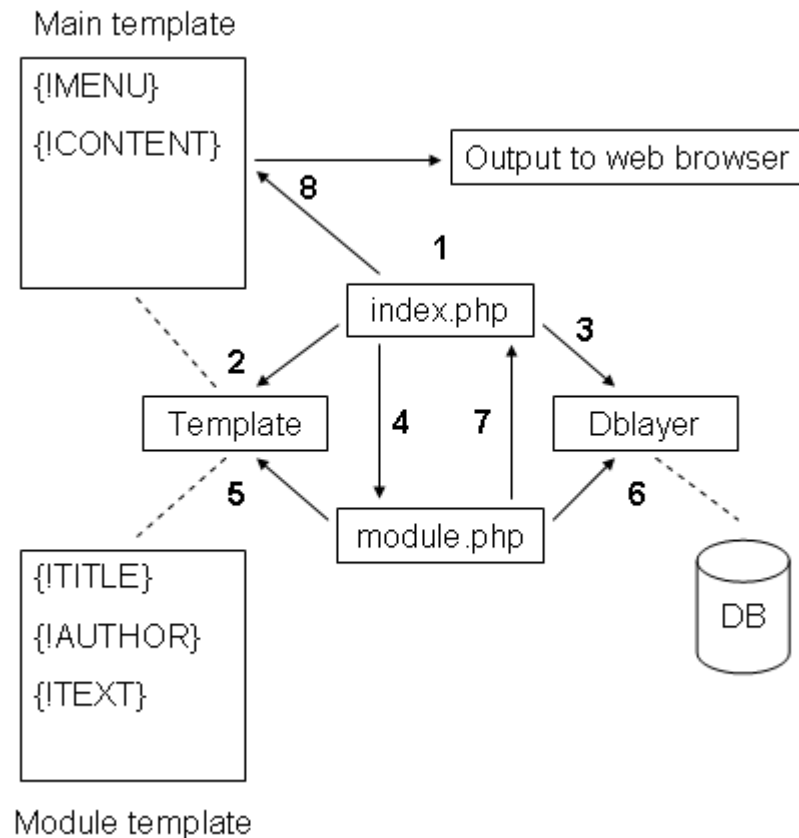 Main template
{!MENU}
{!CONTENT}
Output to web browser
8
1
index.php
3
2
Template
4
7
Dblayer
5
6
module.php
{!TITLE}
{!AUTHOR}
{!TEXT}
DB
Module template